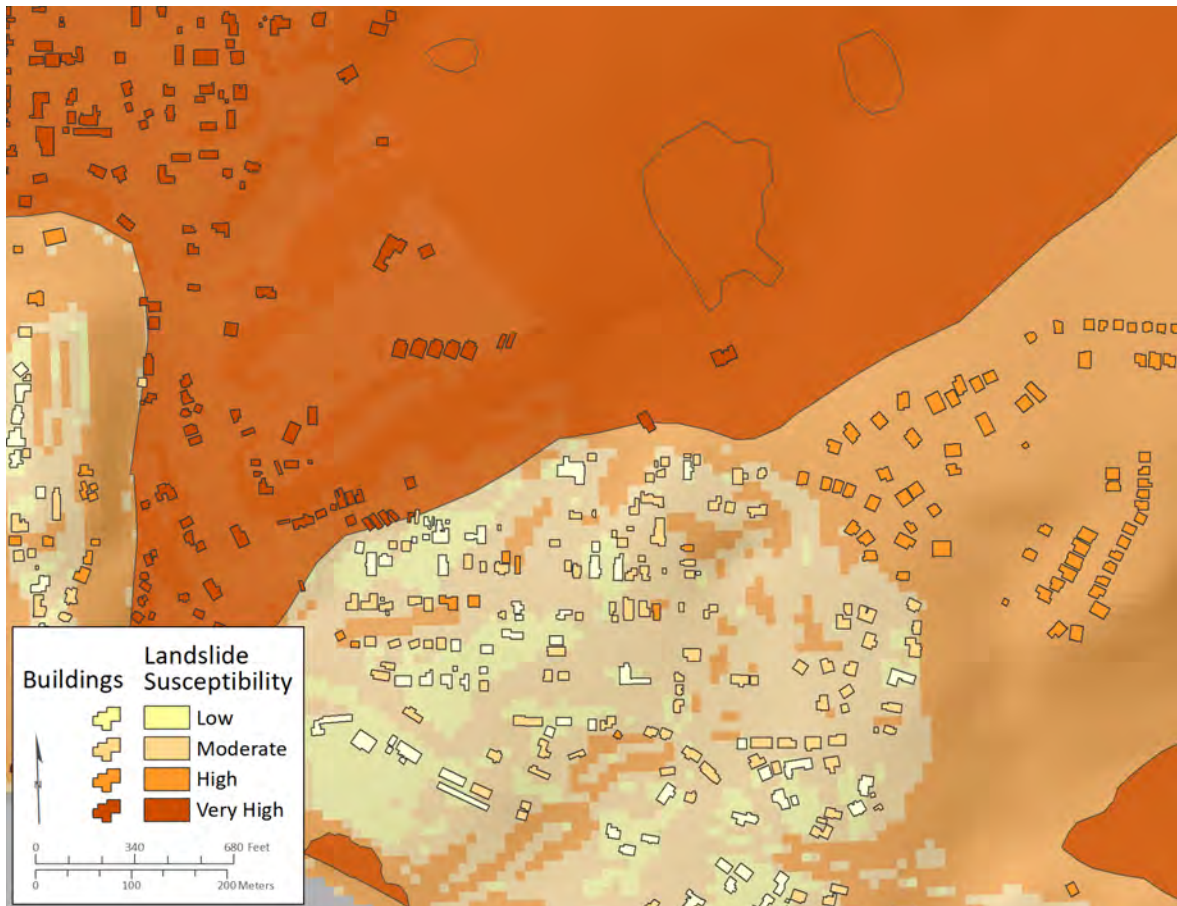 Buildings
Landslide
Susceptibility
Low
Moderate
High
Very High
0 340 680 Feet
0 100 200 Meters